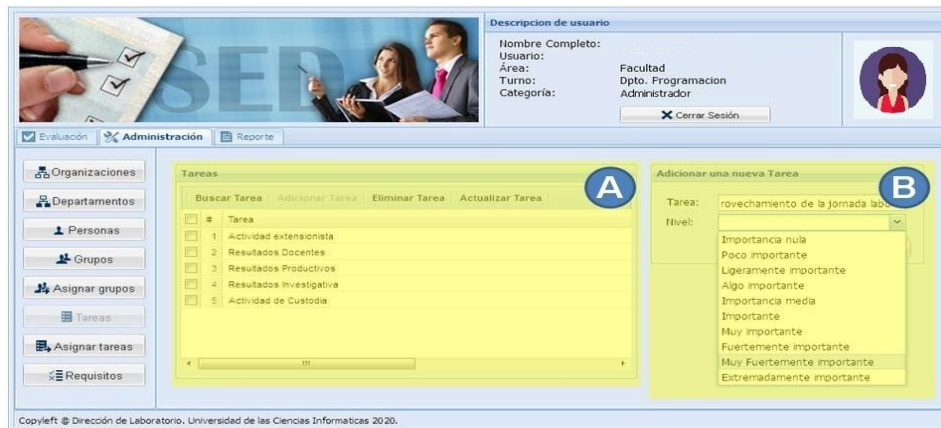 SED
Descripcion de usuario
Nombre Completo:
Usuario:
Área: Facultad
Turno: Dpto. Programacion
Categoría: Administrador
Cerrar Sesión
Evaluación Administración Reporte
Organizaciones
Departamentos
Personas
Grupos
Asignar grupos
Tareas
Asignar tareas
Requisitos
Tareas
A
Buscar Tarea Adicionar Tarea Eliminar Tarea Actualizar Tarea
# Tarea
1 Actividad extensionista
2 Resultados Docentes
3 Resultados Productivos
4 Resultados Investigativa
5 Actividad de Custodia
Adicionar una nueva Tarea
B
Tarea: rovechamiento de la jornada labo
Nivel:
Importancia nula
Poco importante
Ligeramente importante
Algo importante
Importancia media
Importante
Muy importante
Fuertemente importante
Muy Fuertemente importante
Extremadamente importante
Copyleft @ Dirección de Laboratorio. Universidad de las Ciencias Informaticas 2020.